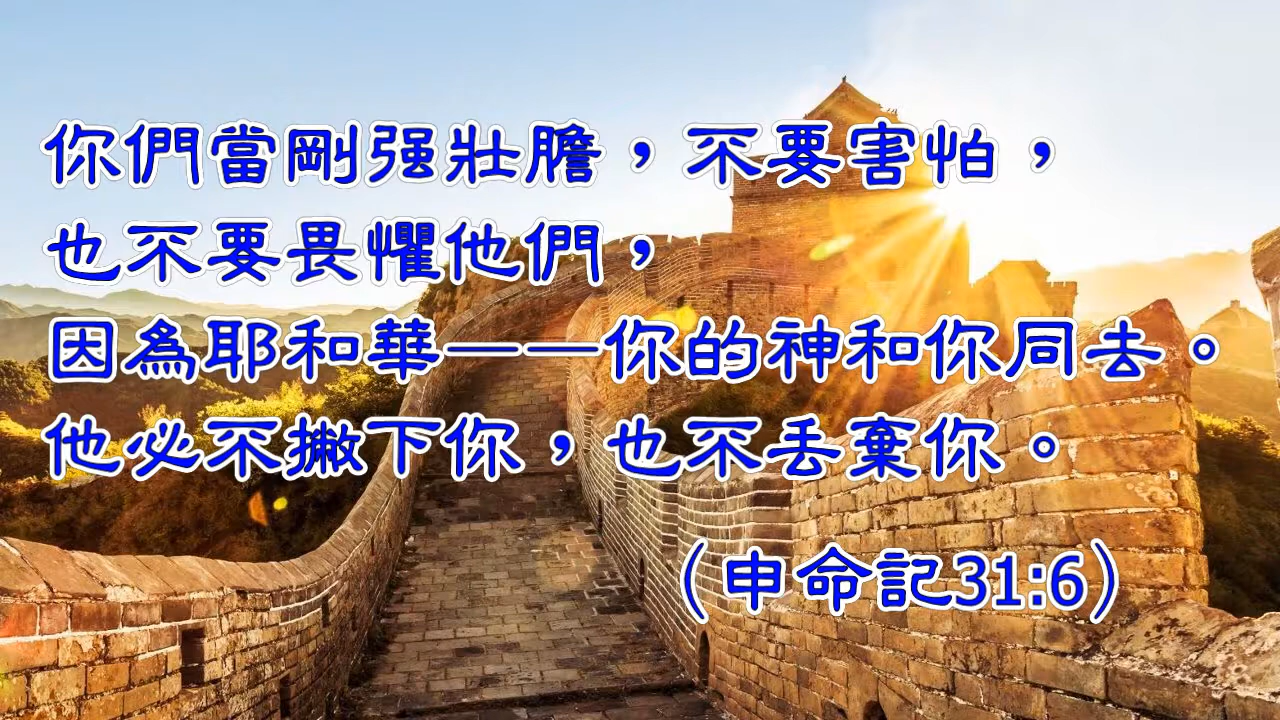 你們當剛强壯膽，不要害怕，
也不要畏懼他們，
因為耶和華——你的神和你同去。
他必不撇下你，也不丟棄你。
（申命記31:6）